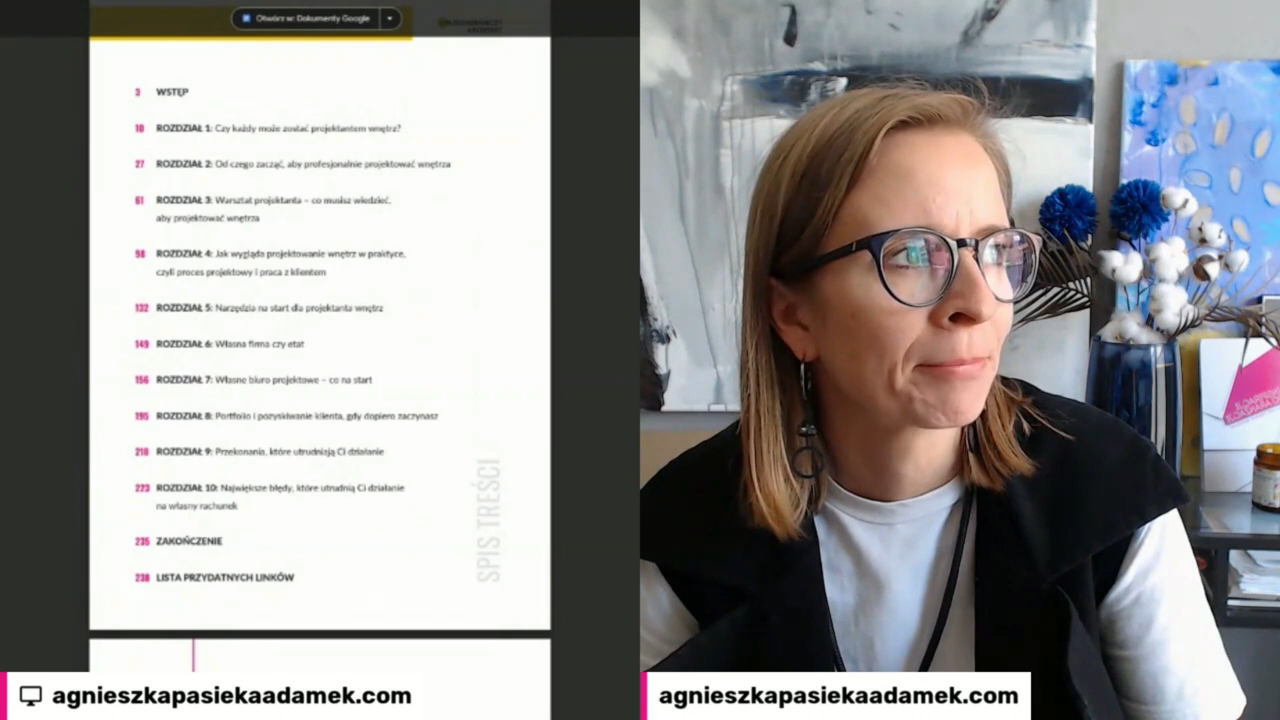 Otwórz w: Dokumenty Google
ARCHITEKT
3 WSTĘP
10 ROZDZIAŁ 1: Czy każdy może zostać projektantem wnętrz?
27 ROZDZIAŁ 2: Od czego zacząć, aby profesjonalnie projektować wnętrza
61 ROZDZIAŁ 3: Warsztat projektanta – co musisz wiedzieć,
aby projektować wnętrza
98 ROZDZIAŁ 4: Jak wygląda projektowanie wnętrz w praktyce,
czyli proces projektowy i praca z klientem
132 ROZDZIAŁ 5: Narzędzia na start dla projektanta wnętrz
149 ROZDZIAŁ 6: Własna firma czy etat
156 ROZDZIAŁ 7: Własne biuro projektowe – co na start
195 ROZDZIAŁ 8: Portfolio i pozyskiwanie klienta, gdy dopiero zaczynasz
218 ROZDZIAŁ 9: Przekonania, które utrudniają Ci działanie
223 ROZDZIAŁ 10: Największe błędy, które utrudnią Ci działanie
na własny rachunek
235 ZAKOŃCZENIE
238 LISTA PRZYDATNYCH LINKÓW
SPIS TREŚCI
agnieszkapasiekaadamek.com
agnieszkapasiekaadamek.com